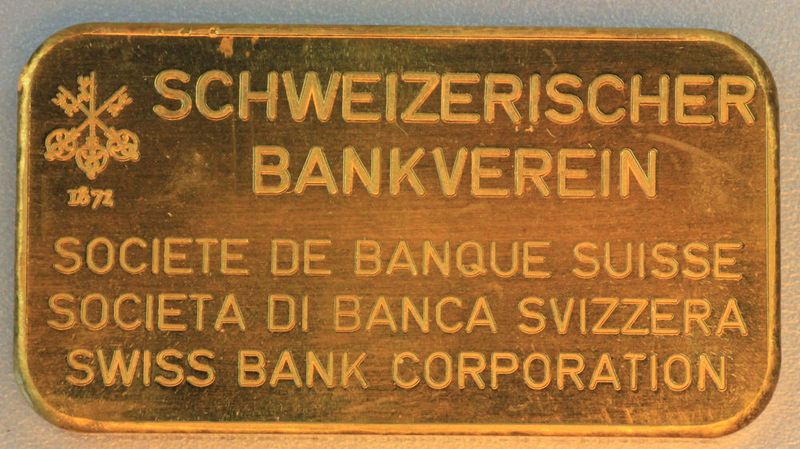 SCHWEIZERISCHER
BANKVEREIN
1872
SOCIETE DE BANQUE SUISSE
SOCIETA DI BANCA SVIZZERA
SWISS BANK CORPORATION